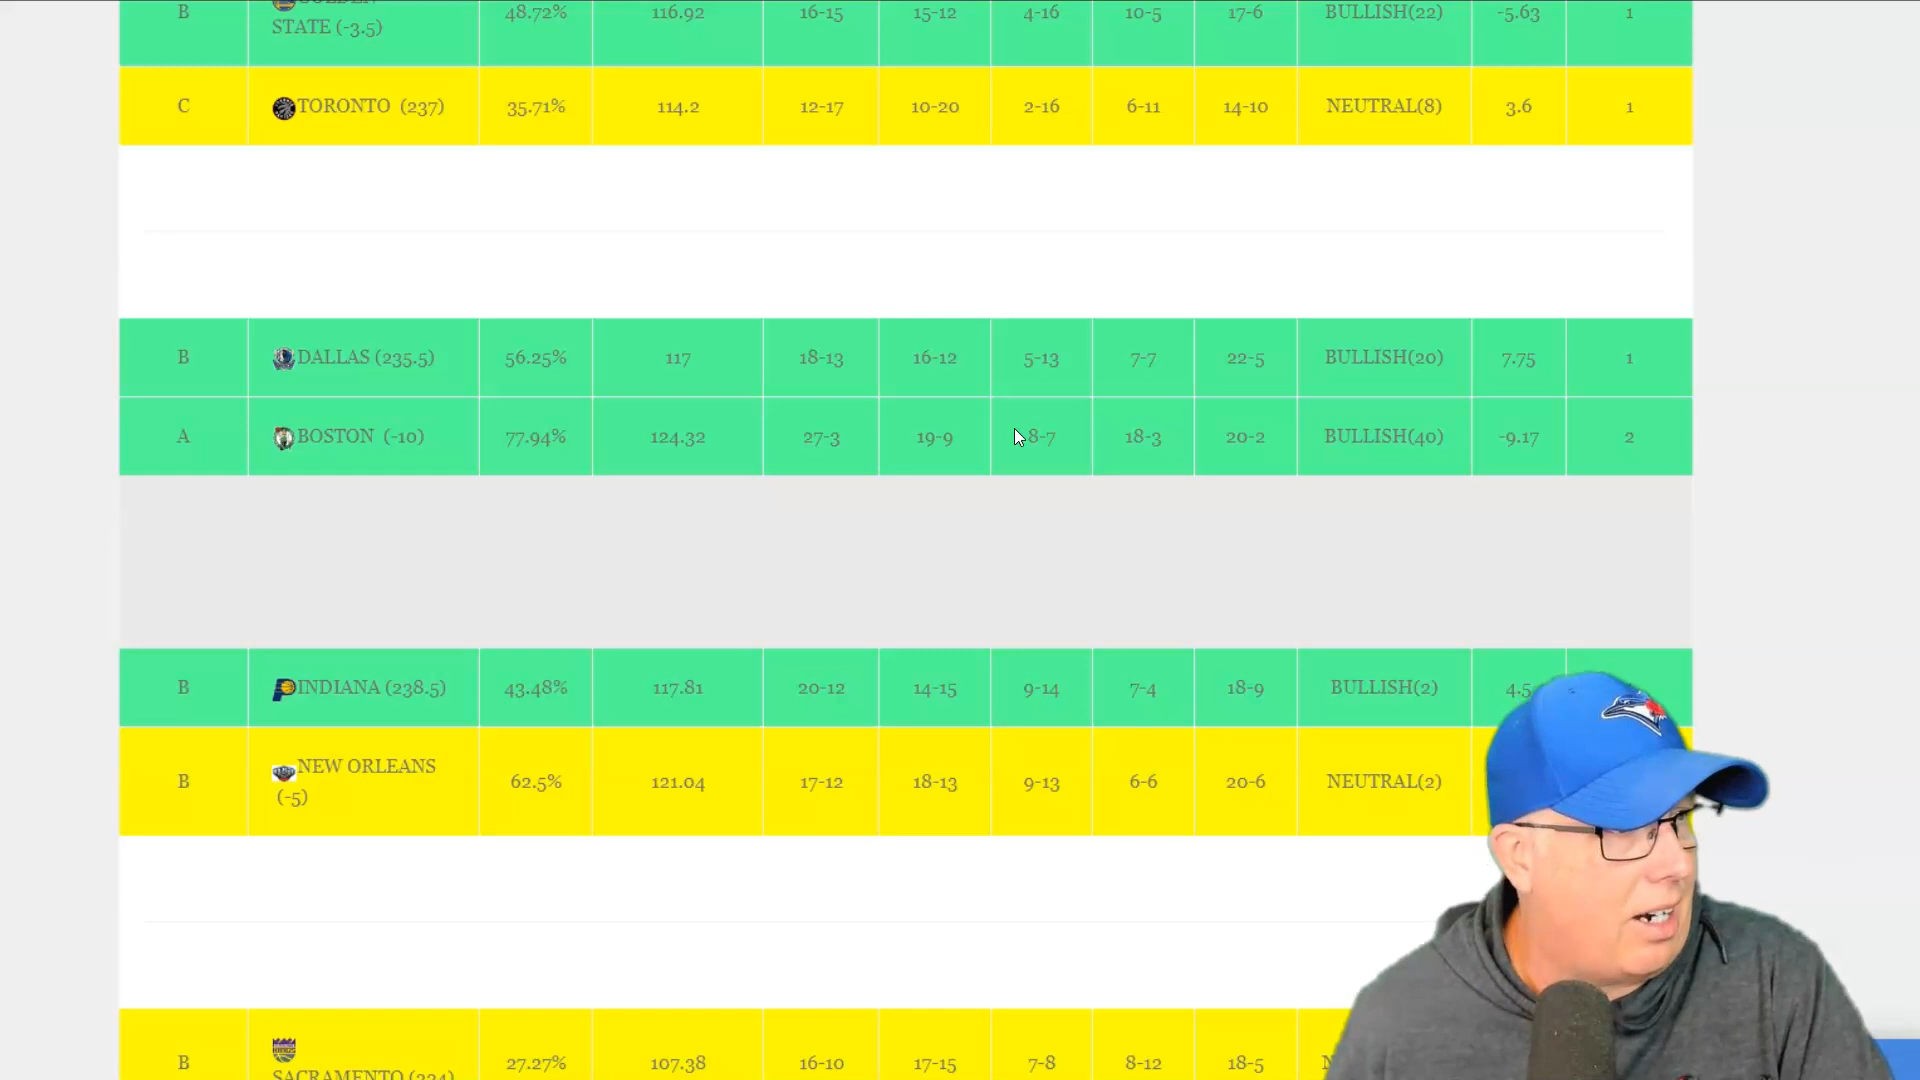 B GOLDEN STATE (-3.5) 48.72% 116.92 16-15 15-12 4-16 10-5 17-6 BULLISH(22) -5.63 1
C TORONTO (237) 35.71% 114.2 12-17 10-20 2-16 6-11 14-10 NEUTRAL(8) 3.6 1
B DALLAS (235.5) 56.25% 117 18-13 16-12 5-13 7-7 22-5 BULLISH(20) 7.75 1
A BOSTON (-10) 77.94% 124.32 27-3 19-9 8-7 18-3 20-2 BULLISH(40) -9.17 2
B INDIANA (238.5) 43.48% 117.81 20-12 14-15 9-14 7-4 18-9 BULLISH(2) 4.5
B NEW ORLEANS (-5) 62.5% 121.04 17-12 18-13 9-13 6-6 20-6 NEUTRAL(2)
B SACRAMENTO (234) 27.27% 107.38 16-10 17-15 7-8 8-12 18-5